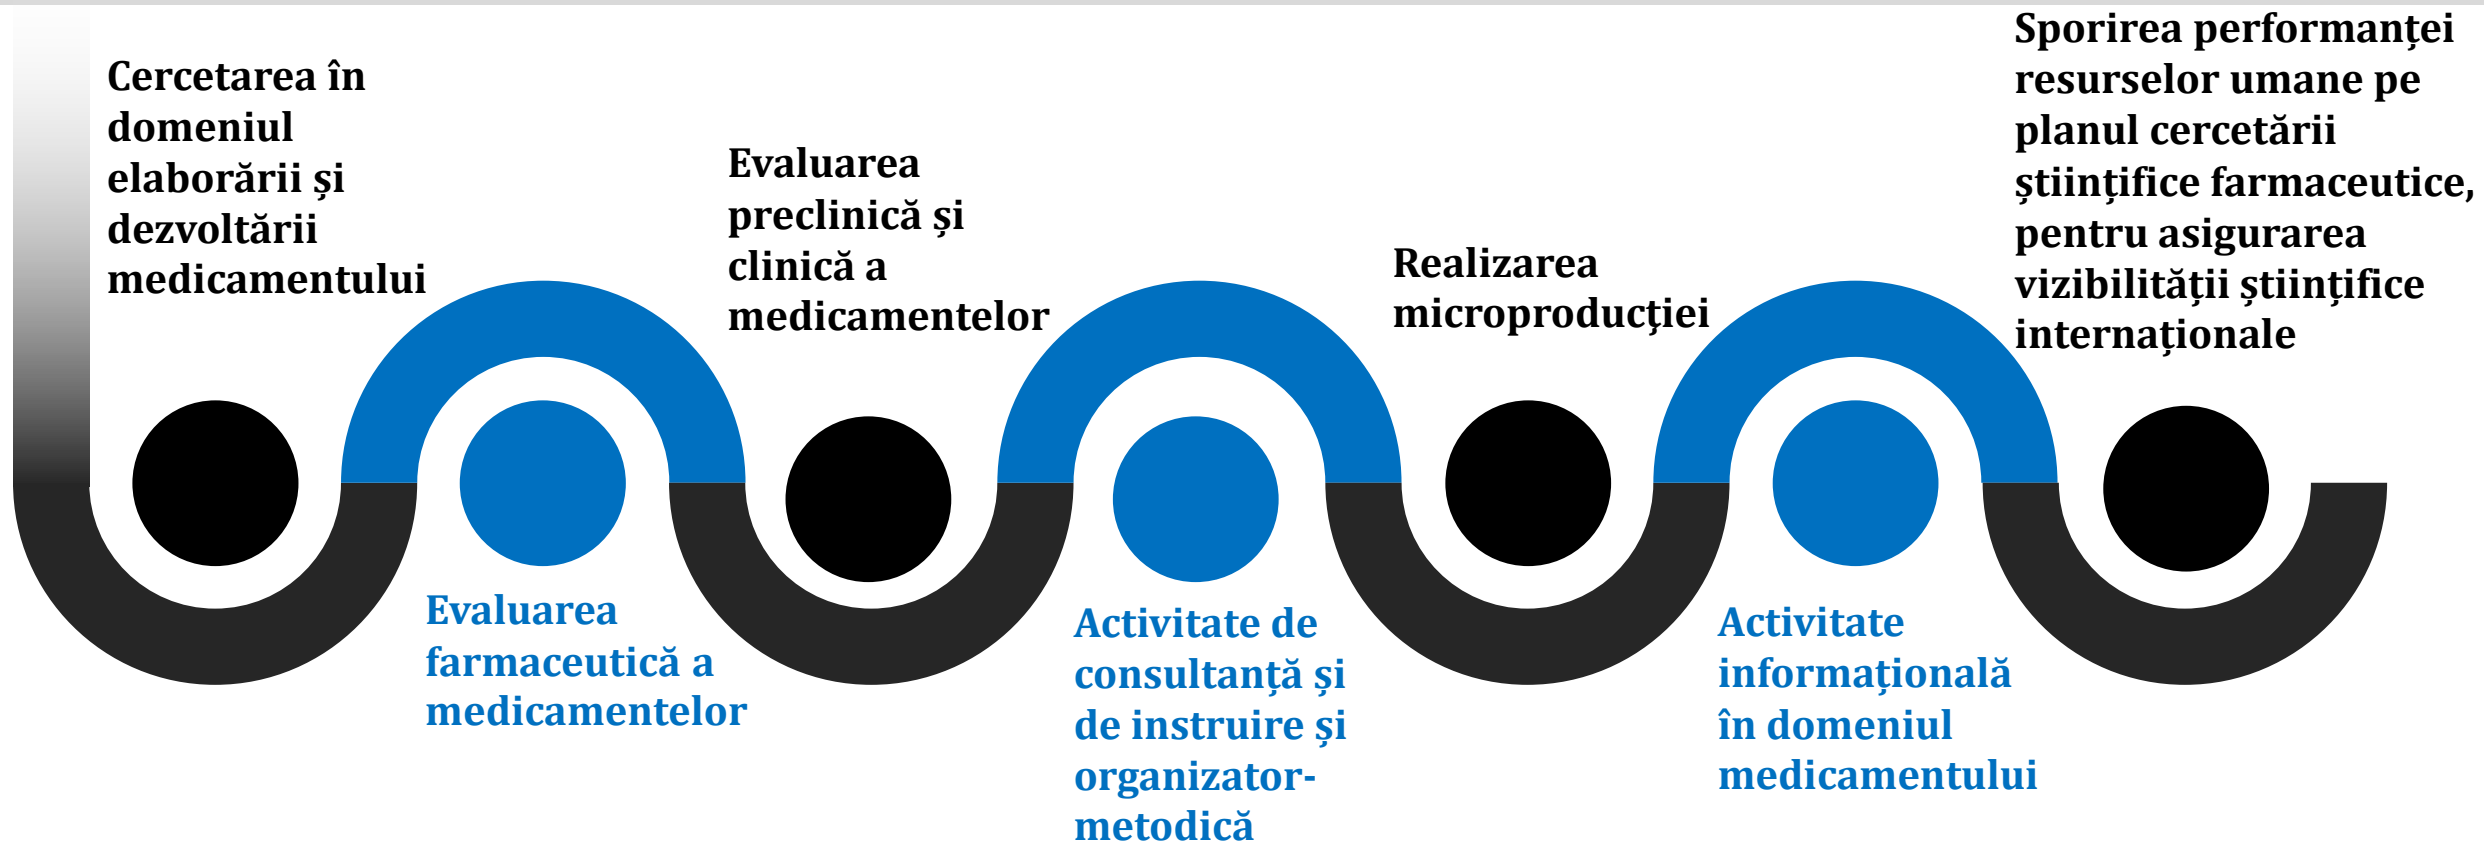 Cercetarea în
domeniul
elaborării și
dezvoltării
medicamentului
Evaluarea
farmaceutică a
medicamentelor
Evaluarea
preclinică și
clinică a
medicamentelor
Activitate de
consultanță și
de instruire și
organizator-
metodică
Realizarea
microproducţiei
Activitate
informațională
în domeniul
medicamentului
Sporirea performanței
resurselor umane pe
planul cercetării
științifice farmaceutice,
pentru asigurarea
vizibilității științifice
internaționale